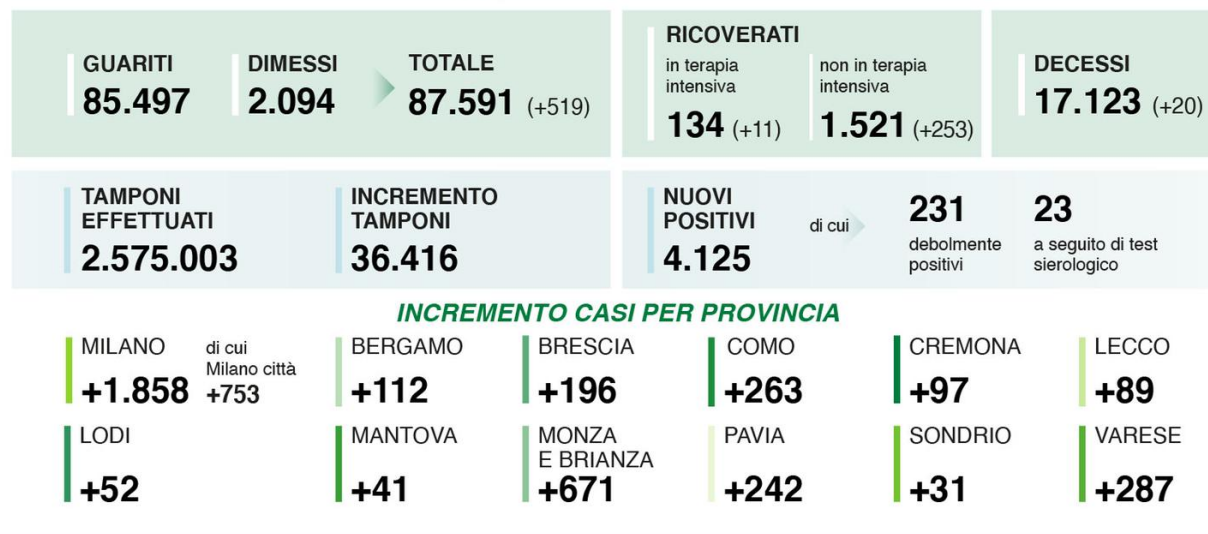 GUARITI
85.497
DIMESSI
2.094
TOTALE
87.591 (+519)
RICOVERATI
in terapia
intensiva
134 (+11)
non in terapia
intensiva
1.521 (+253)
DECESSI
17.123 (+20)
TAMPONI
EFFETTUATI
2.575.003
INCREMENTO
TAMPONI
36.416
NUOVI
POSITIVI
4.125
di cui
231
debolmente
positivi
23
a seguito di test
sierologico
INCREMENTO CASI PER PROVINCIA
MILANO
+1.858
di cui
Milano città
+753
BERGAMO
+112
BRESCIA
+196
COMO
+263
CREMONA
+97
LECCO
+89
LODI
+52
MANTOVA
+41
MONZA
E BRIANZA
+671
PAVIA
+242
SONDRIO
+31
VARESE
+287